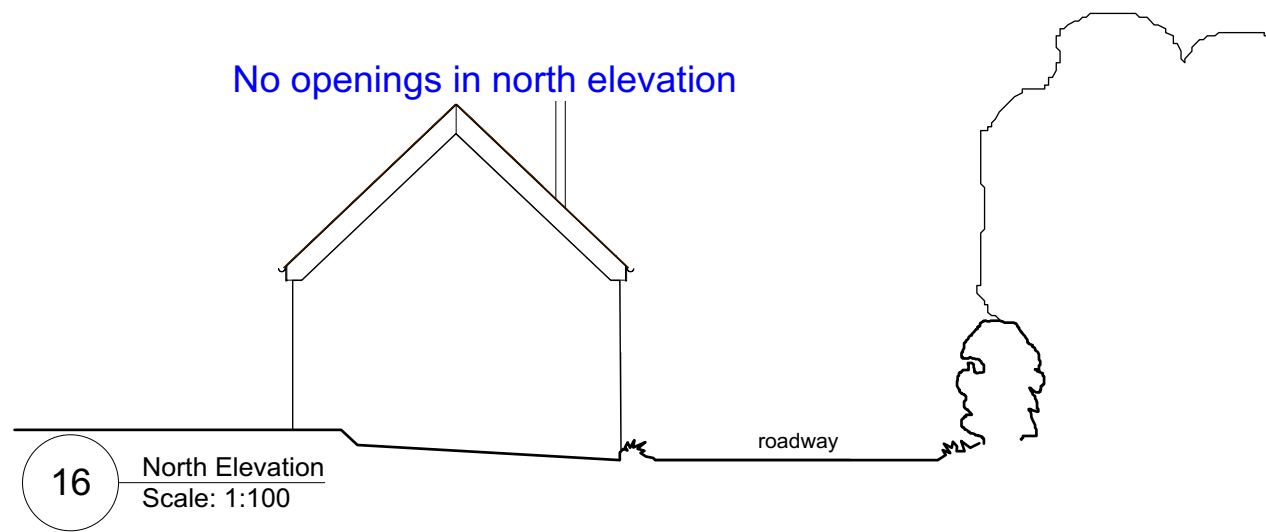 No openings in north elevation
roadway
16
North Elevation
Scale: 1:100